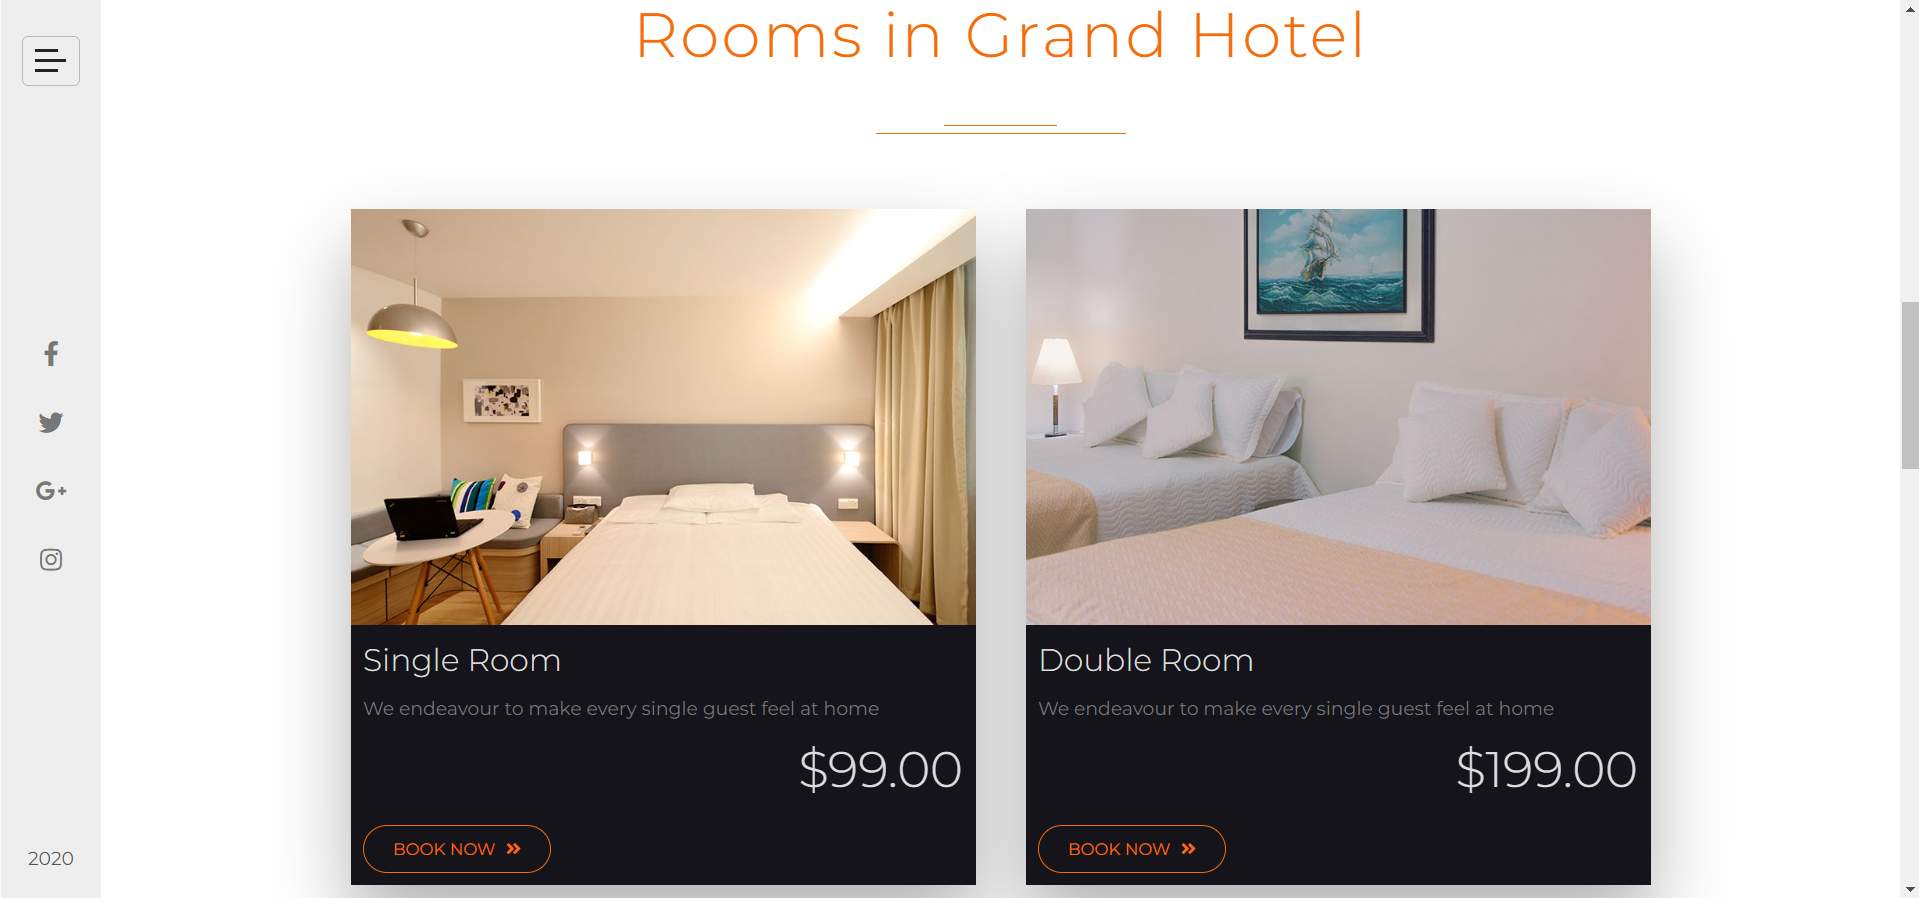 Rooms in Grand Hotel
Single Room
We endeavour to make every single guest feel at home
$99.00
BOOK NOW
Double Room
We endeavour to make every single guest feel at home
$199.00
BOOK NOW
2020